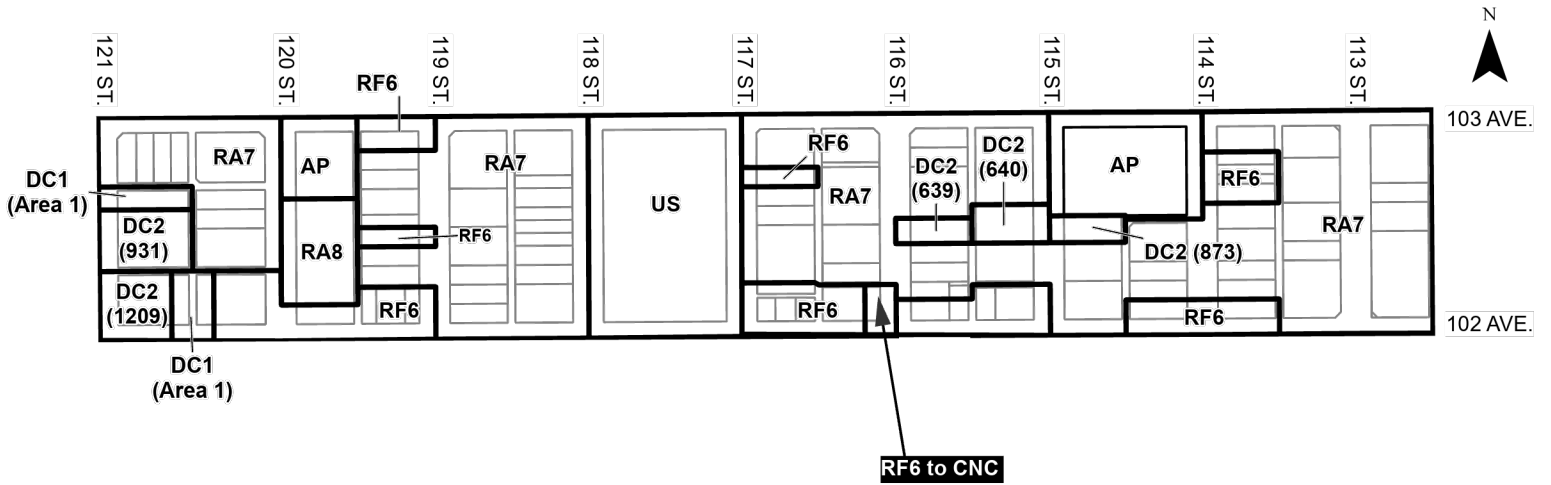 N
121 ST.
120 ST.
119 ST.
118 ST.
117 ST.
116 ST.
115 ST.
114 ST.
113 ST.
RF6
103 AVE.
RA7
AP
RA7
RF6
DC2
(640)
AP
DC1
(Area 1)
DC2
(639)
RF6
RA7
US
DC2
(931)
RF6
RA7
RA8
DC2 (873)
DC2
(1209)
RF6
RF6
RF6
102 AVE.
DC1
(Area 1)
RF6 to CNC